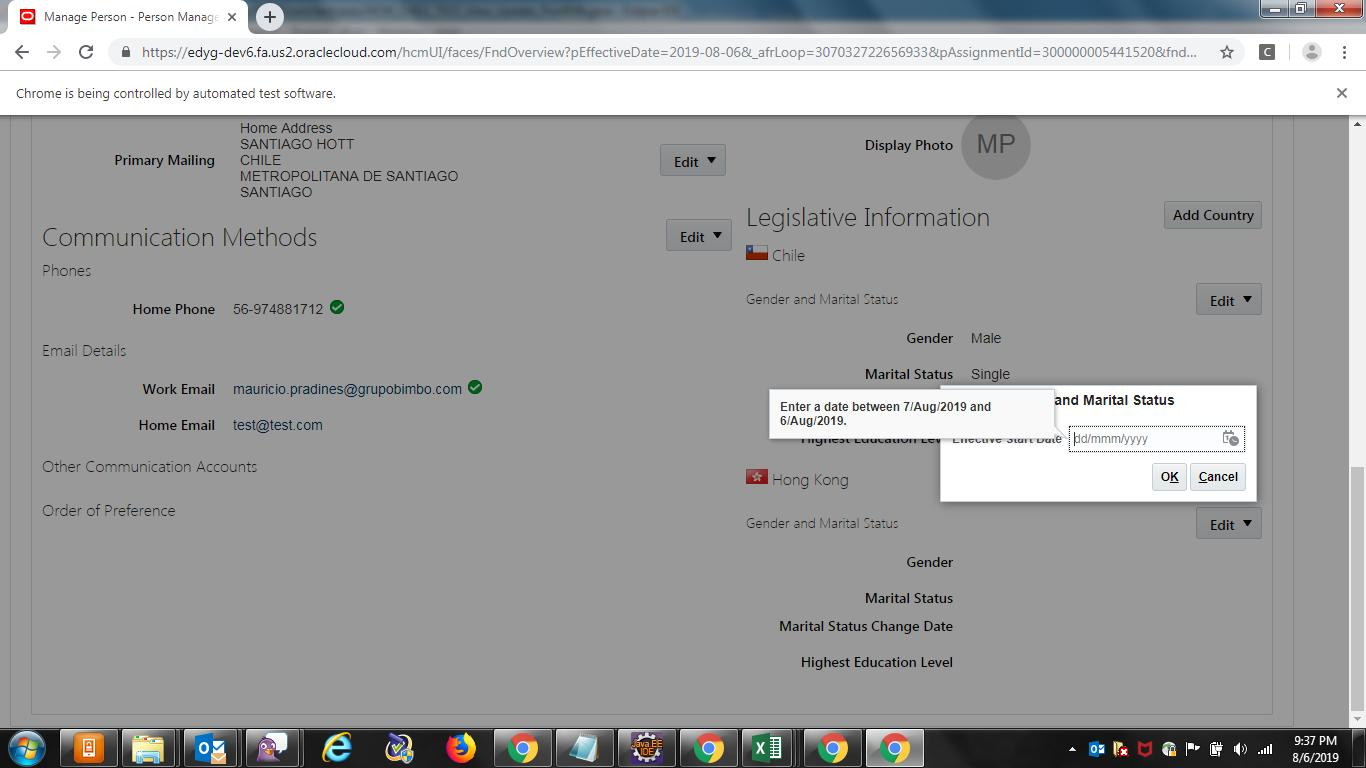 Manage Person - Person Manage
https://edyg-dev6.fa.us2.oraclecloud.com/hcmUI/faces/FndOverview?pEffectiveDate=2019-08-06&_afrLoop=307032722656933&pAssignmentId=300000005441520&fnd...
C
Chrome is being controlled by automated test software.
Home Address
SANTIAGO HOTT
Primary Mailing
CHILE
METROPOLITANA DE SANTIAGO
SANTIAGO
Edit
Display Photo
MP
Communication Methods
Edit
Phones
Home Phone 56-974881712
Email Details
Work Email mauricio.pradines@grupobimbo.com
Home Email test@test.com
Other Communication Accounts
Order of Preference
Legislative Information
Add Country
Chile
Gender and Marital Status
Edit
Gender Male
Marital Status Single
Enter a date between 7/Aug/2019 and
6/Aug/2019.
and Marital Status
Highest Education Leve
Effective Start Date dd/mmm/yyyy
OK Cancel
Hong Kong
Gender and Marital Status
Edit
Gender
Marital Status
Marital Status Change Date
Highest Education Level
Java EE
IDE
9:37 PM
8/6/2019